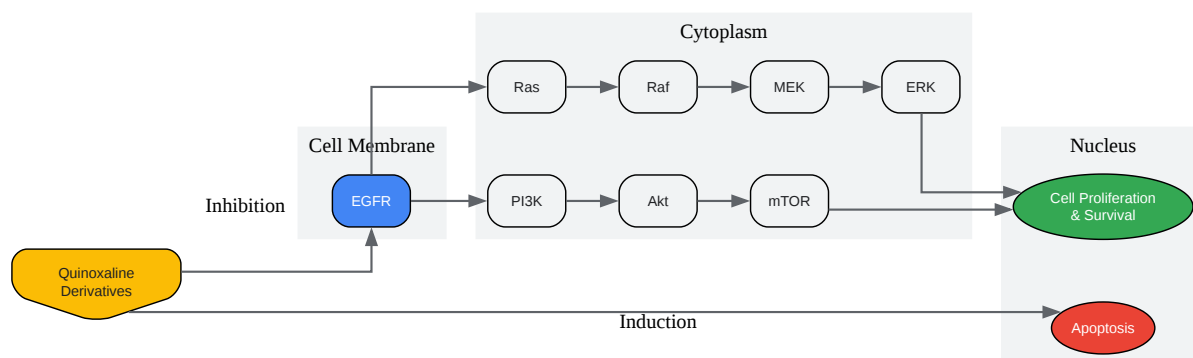 Cytoplasm
Ras
Raf
MEK
ERK
Cell Membrane
Nucleus
EGFR
PI3K
Akt
mTOR
Cell Proliferation
& Survival
Inhibition
Quinoxaline
Derivatives
Induction
Apoptosis